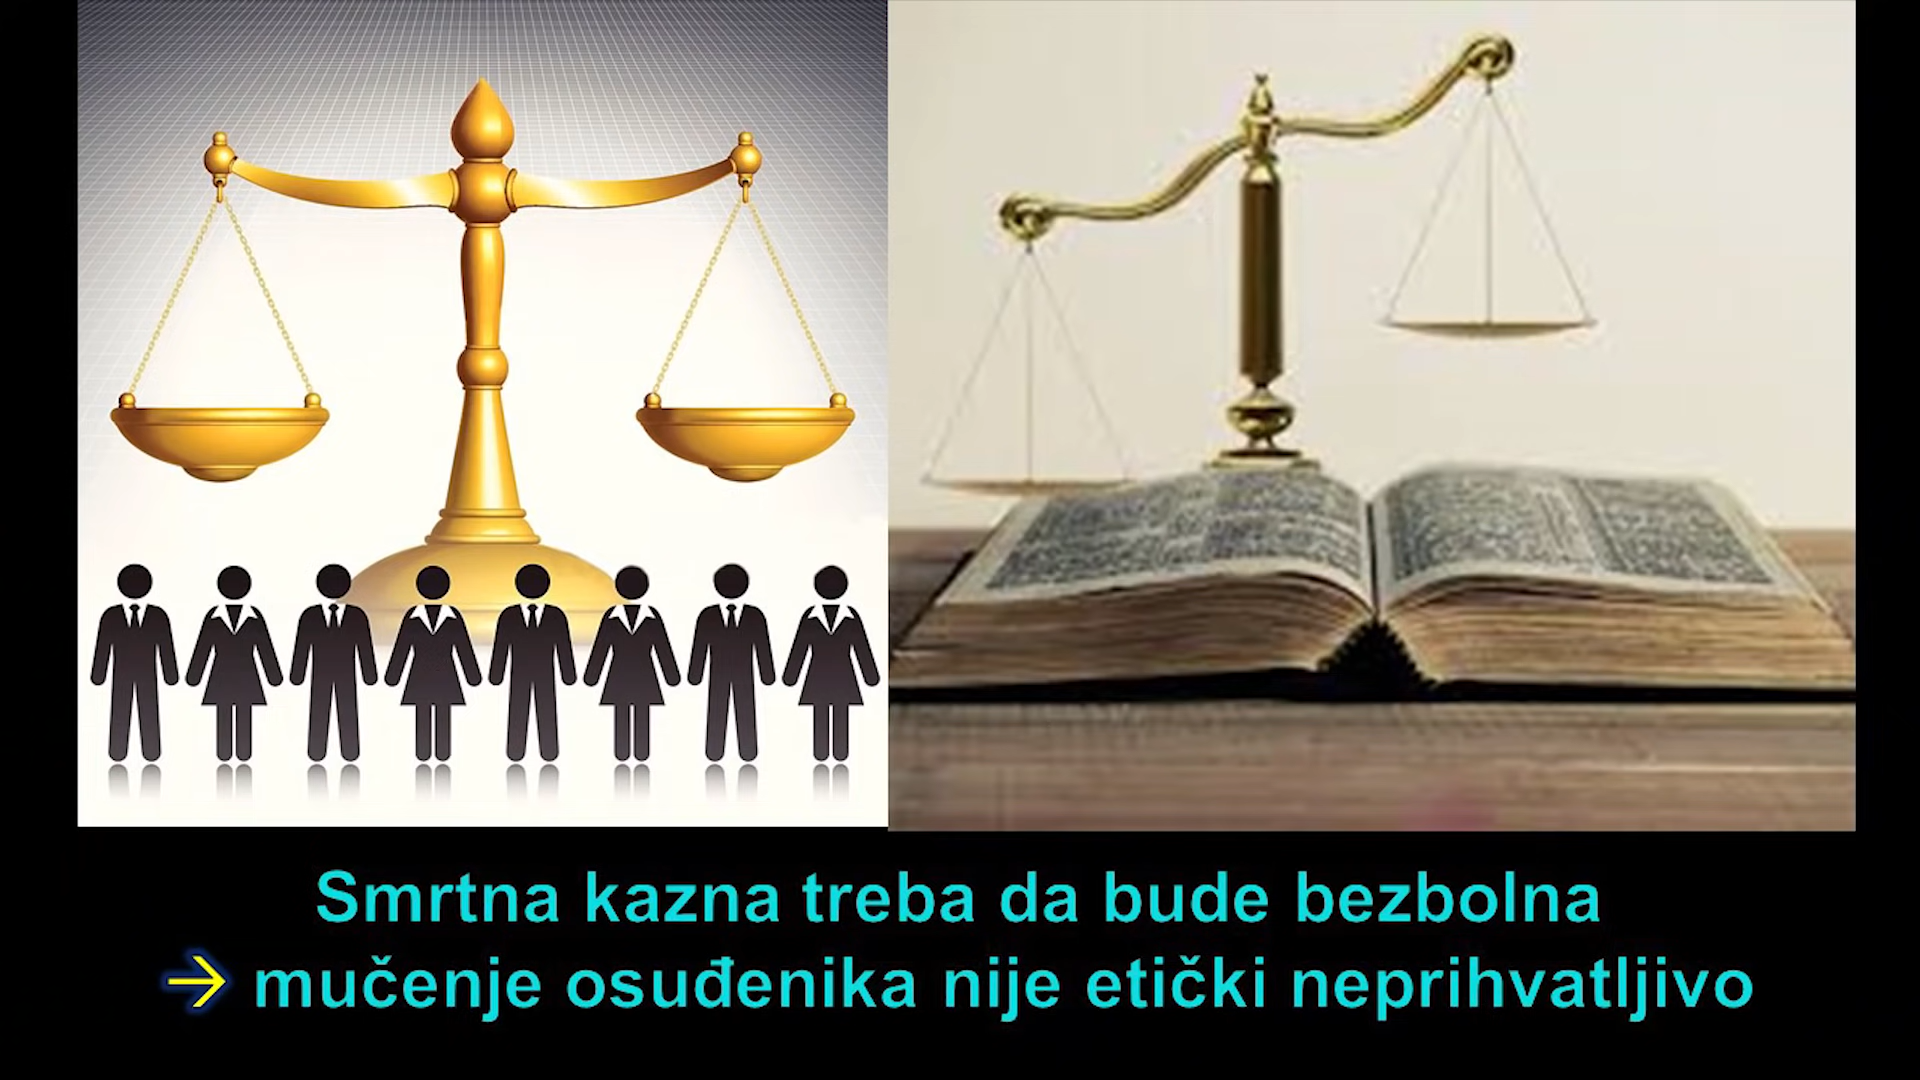 Smrtna kazna treba da bude bezbolna
→ mučenje osuđenika nije etički neprihvatljivo